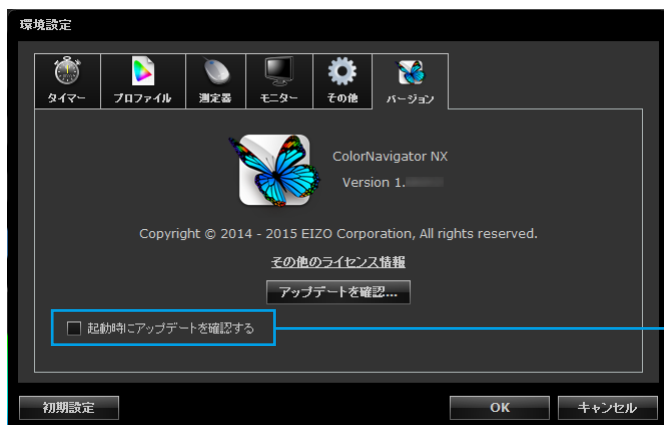 環境設定
タイマー プロファイル 測定器 モニター その他 バージョン
ColorNavigator NX
Version 1.
Copyright © 2014 - 2015 EIZO Corporation, All rights reserved.
その他のライセンス情報
アップデートを確認...
起動時にアップデートを確認する
初期設定 OK キャンセル